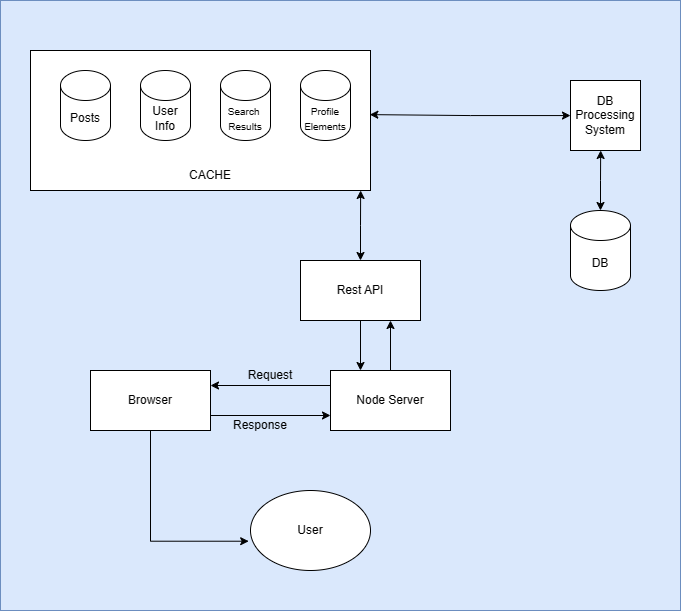 Posts
User
Info
Search
Results
Profile
Elements
CACHE
DB
Processing
System
DB
Rest API
Request
Browser
Node Server
Response
User